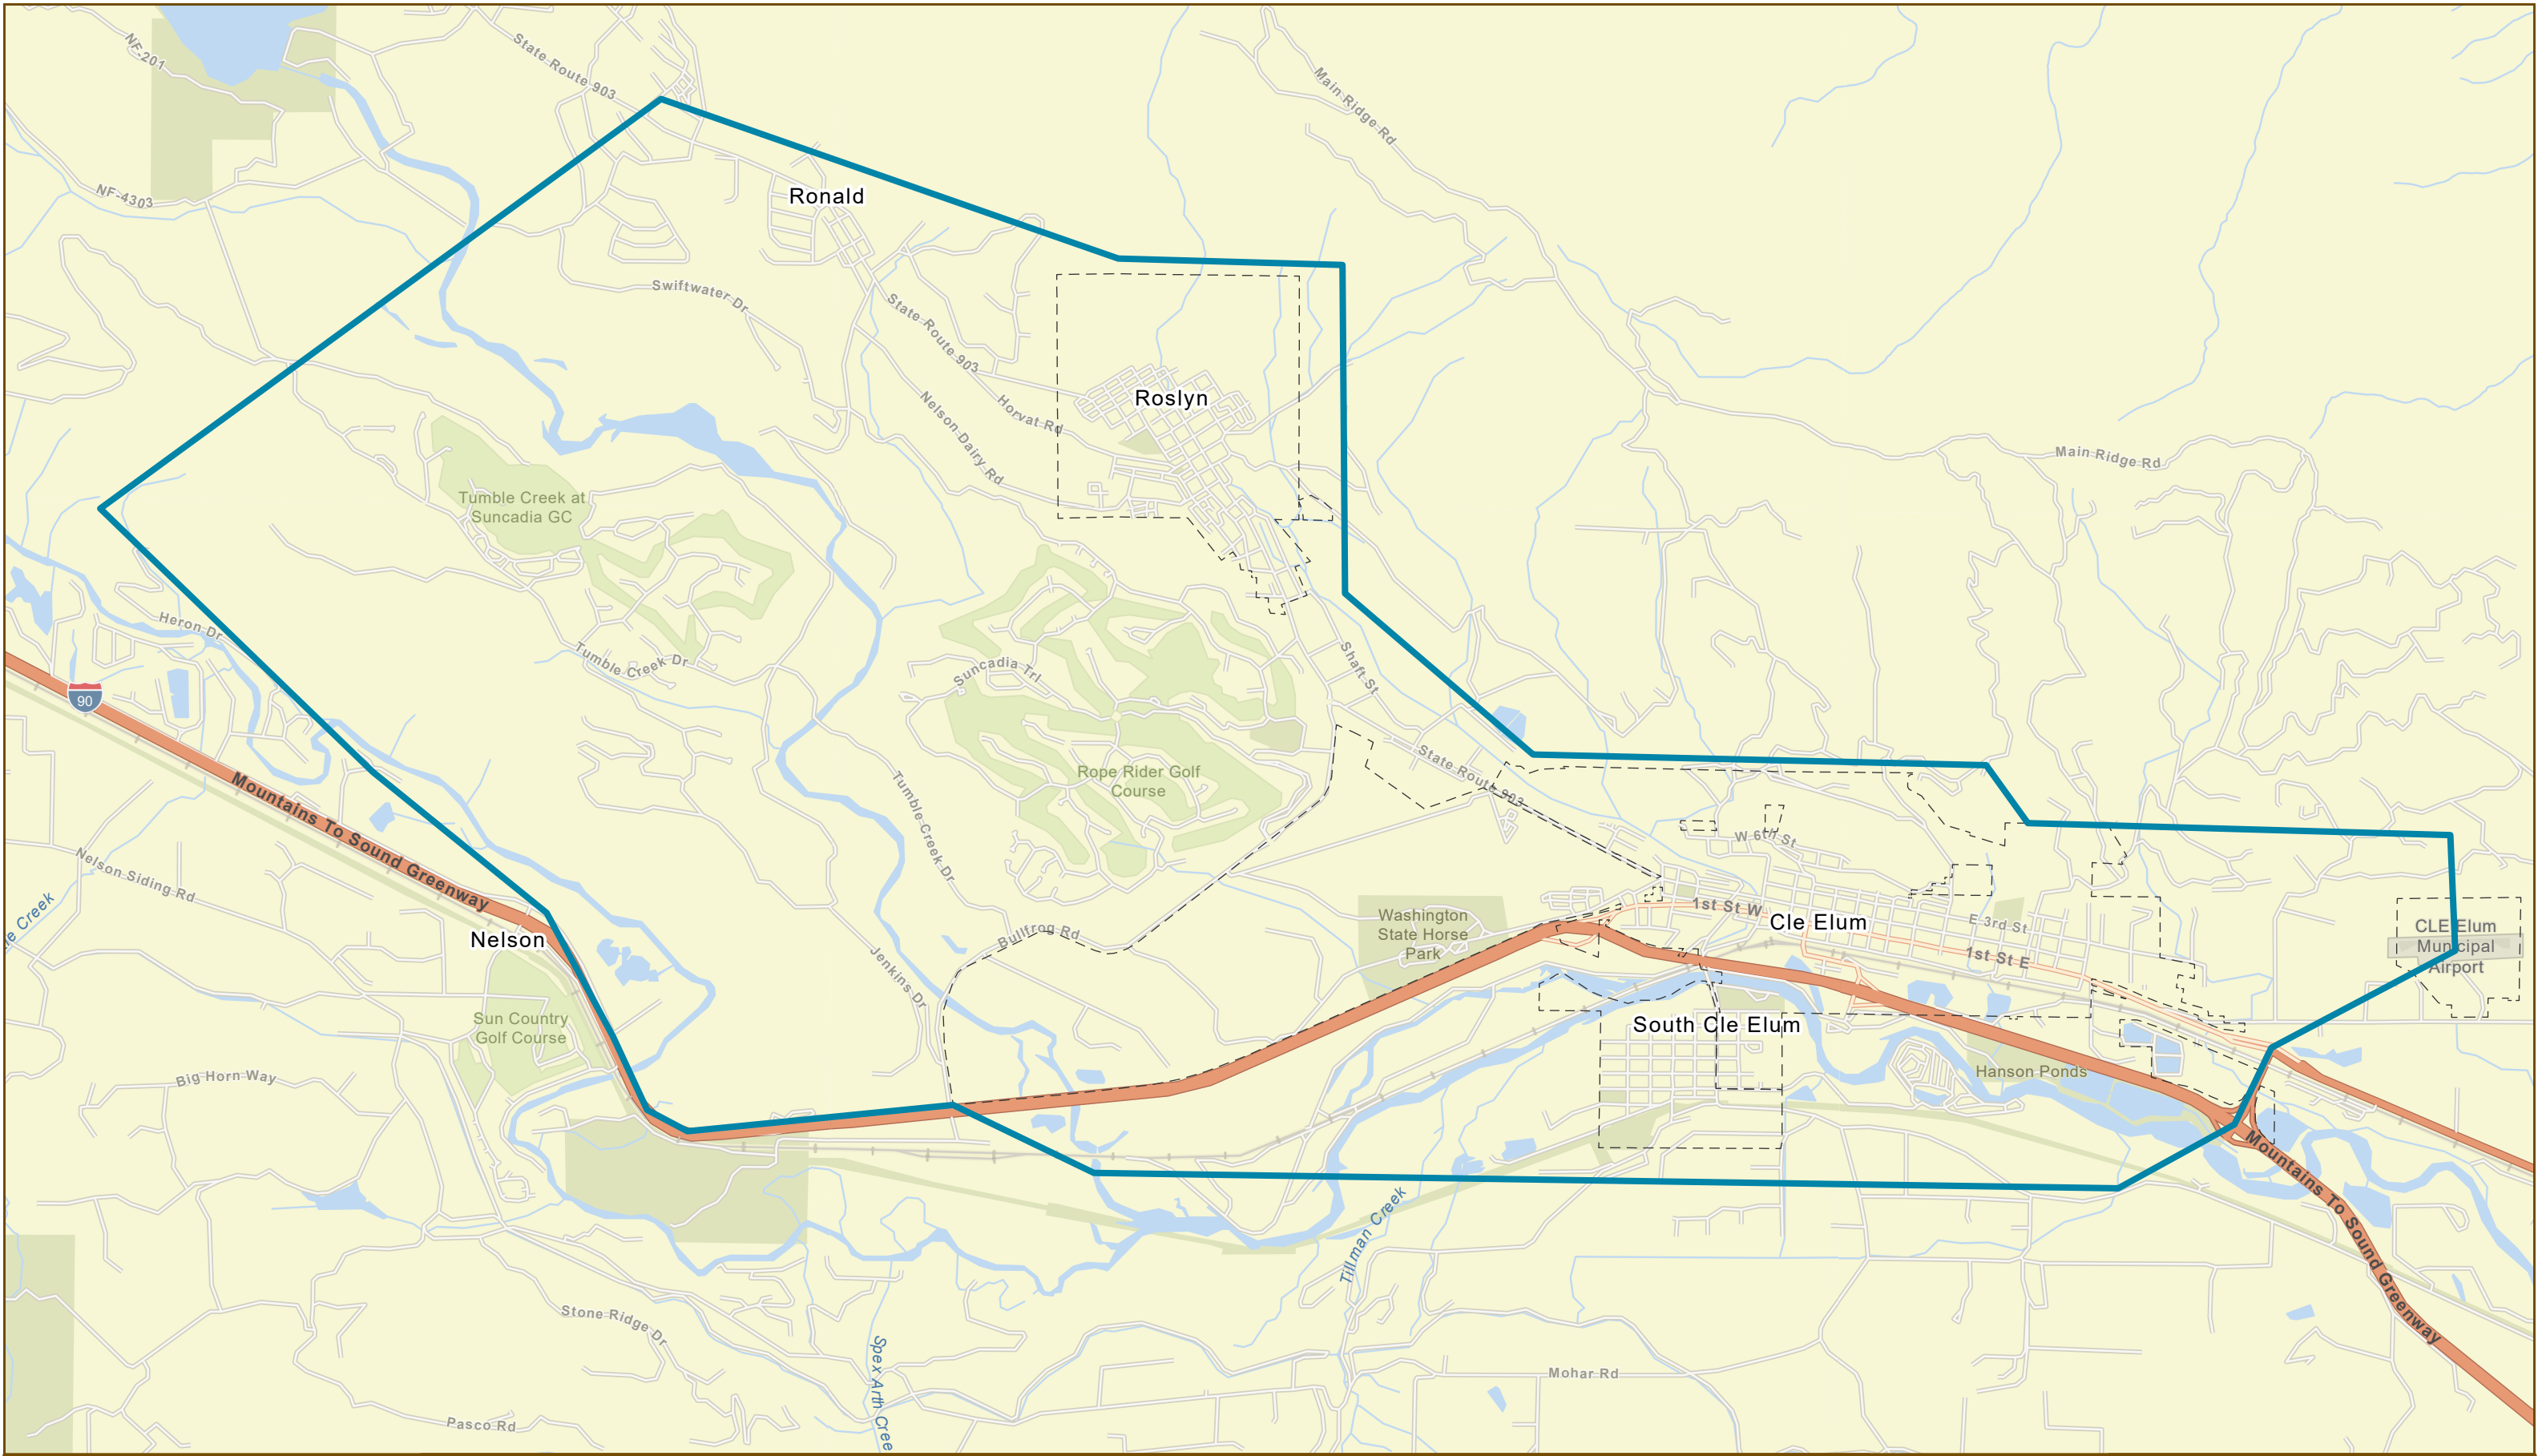 NF-201
State Route 903
Main Ridge Rd
NF-4303
Ronald
Swiftwater Dr
State Route 903
Roslyn
Horvat Rd
Nelson Dairy Rd
Main Ridge Rd
Tumble Creek at
Suncadia GC
Heron Dr
Tumble Creek Dr
Suncadia Trl
Shaft St
90
State Route 903
Rope Rider Golf
Course
Mountains To Sound Greenway
Tumble Creek Dr
W 6th St
Nelson Siding Rd
le Creek
Nelson
Bullfrog Rd
Washington
State Horse
Park
1st St W
Cle Elum
E 3rd St
1st St E
CLE Elum
Municipal
Airport
Jenkins Dr
Sun Country
Golf Course
South Cle Elum
Hanson Ponds
Big Horn Way
Mountains To Sound Greenway
Tillman Creek
Stone Ridge Dr
Spex Arth Cree
Mohar Rd
Pasco Rd